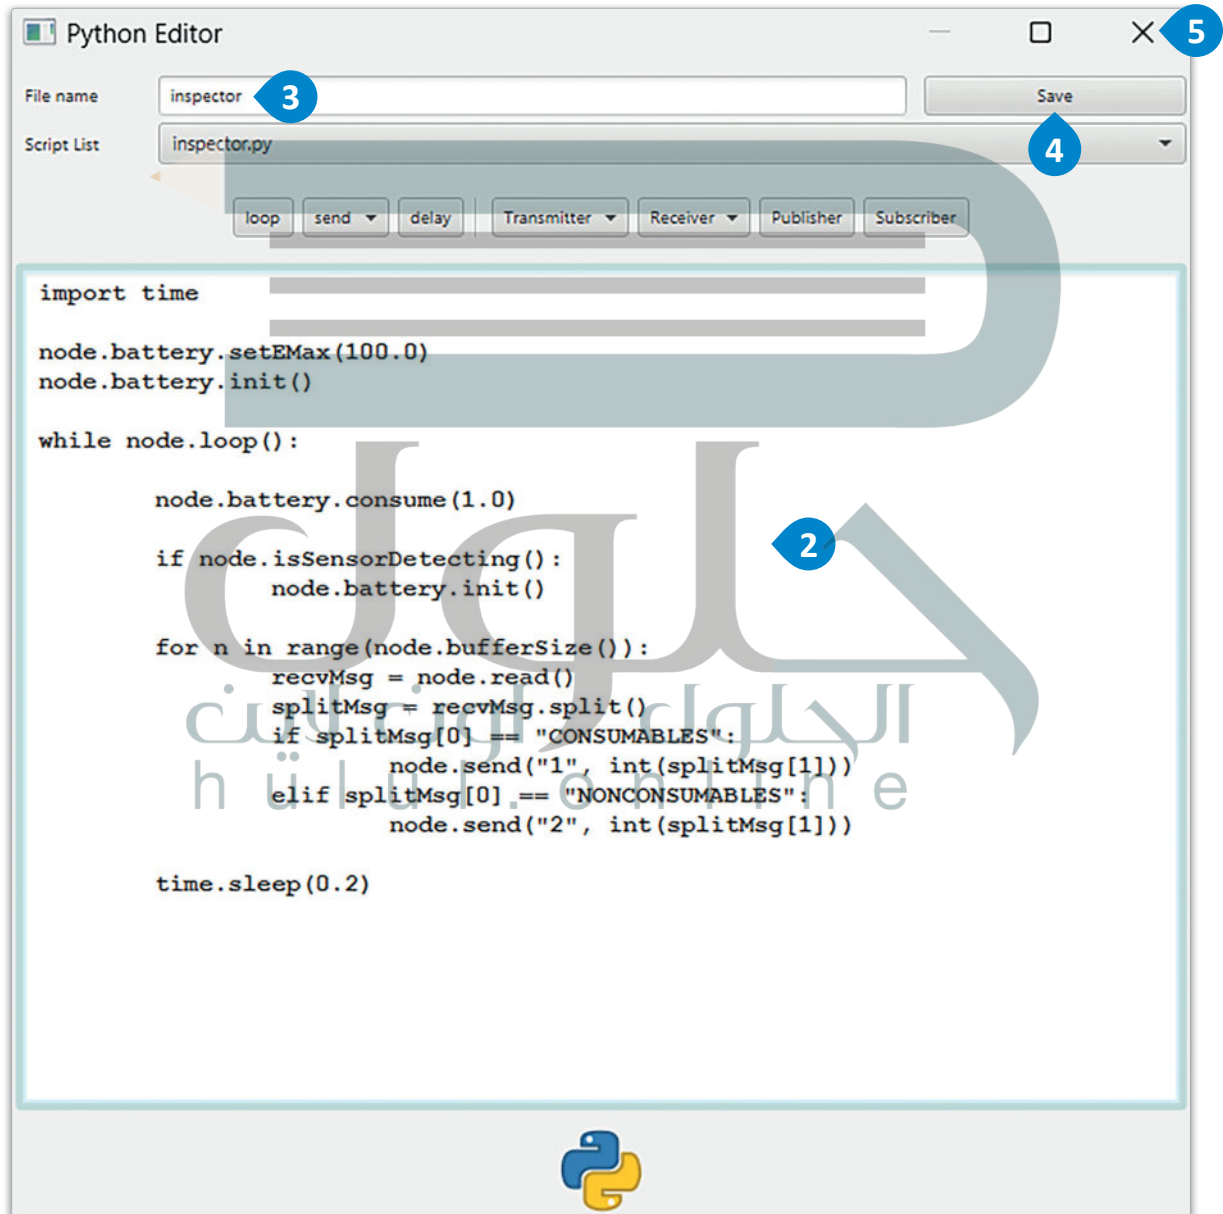 Python Editor
5
File name
inspector
3
Save
Script List
inspector.py
4
loop
send
delay
Transmitter
Receiver
Publisher
Subscriber
import time
node.battery.setEMax(100.0)
node.battery.init()
while node.loop():
node.battery.consume(1.0)
2
if node.isSensorDetecting():
node.battery.init()
for n in range(node.bufferSize()):
recvMsg = node.read()
splitMsg = recvMsg.split()
if splitMsg[0] == "CONSUMABLES":
node.send("1", int(splitMsg[1]))
elif splitMsg[0] == "NONCONSUMABLES":
node.send("2", int(splitMsg[1]))
time.sleep(0.2)
حلول
الحلول اون لاين
hülul.online